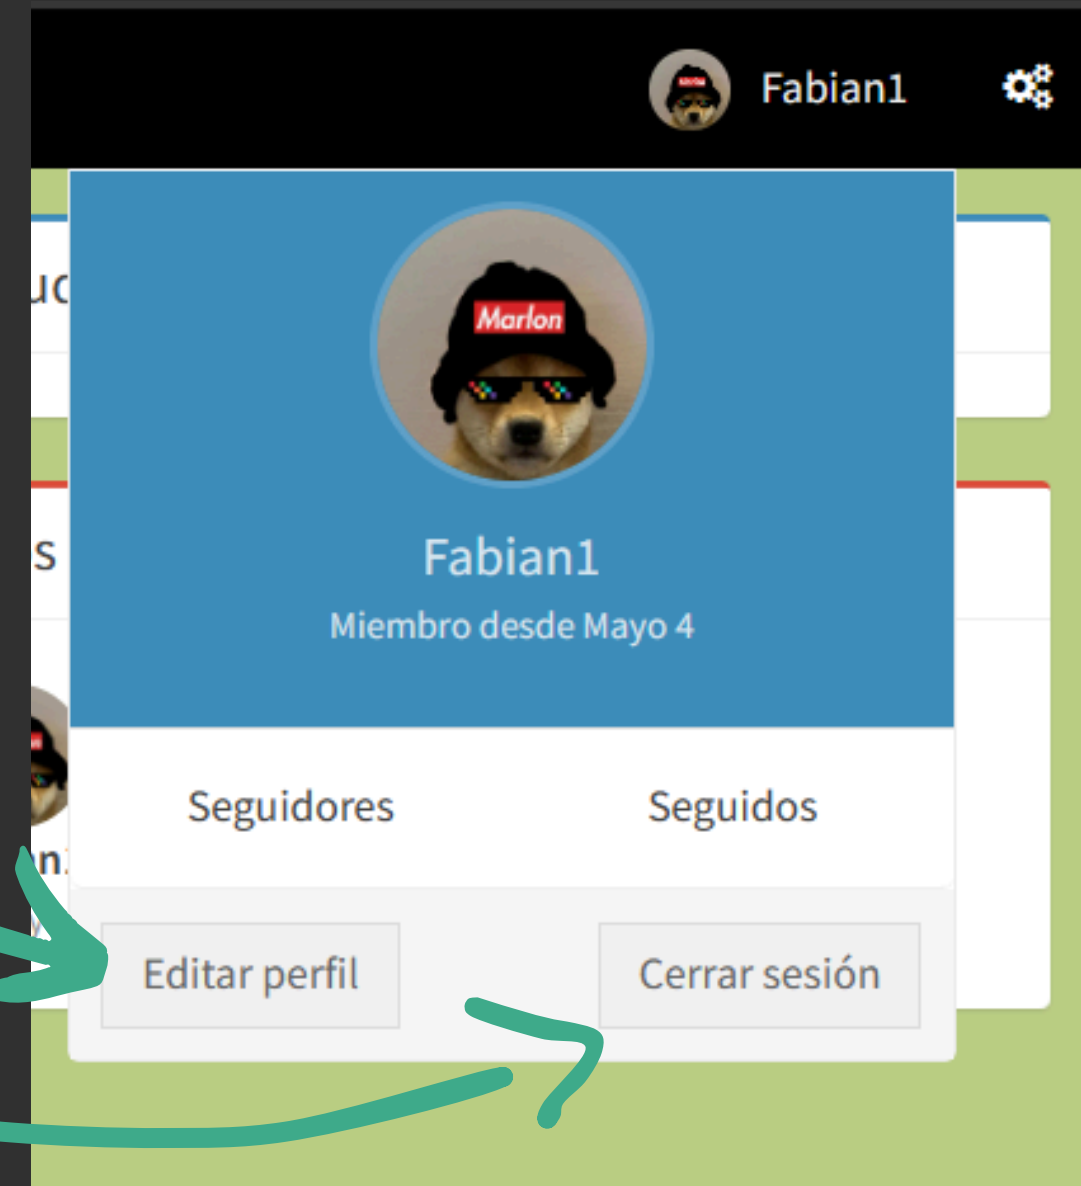 Fabian1
Marlon
Fabian1
Miembro desde Mayo 4
Seguidores Seguidos
Editar perfil Cerrar sesión